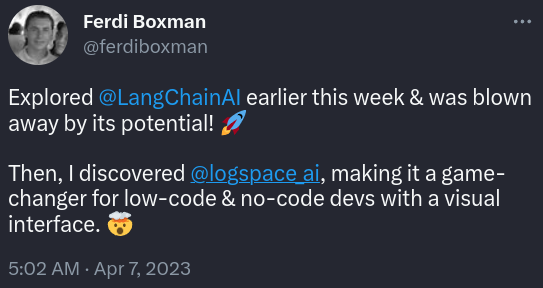 Ferdi Boxman
@ferdiboxman
Explored @LangChainAI earlier this week & was blown
away by its potential! 🚀
Then, I discovered @logspace_ai, making it a game-
changer for low-code & no-code devs with a visual
interface. 🤯
5:02 AM · Apr 7, 2023